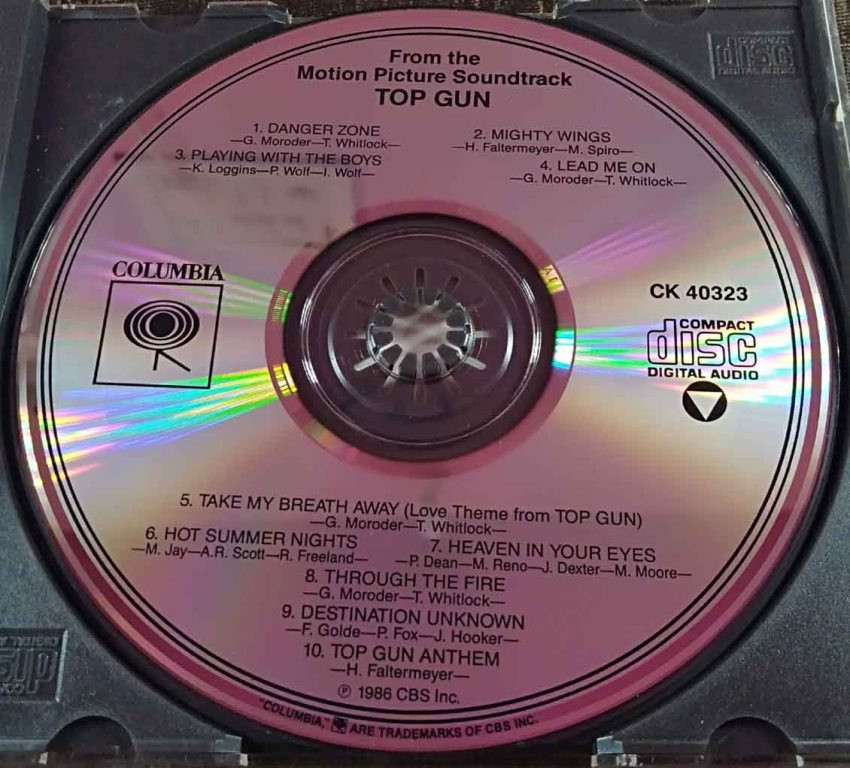 From the
Motion Picture Soundtrack
TOP GUN
1. DANGER ZONE
—G. Moroder—T. Whitlock—
2. MIGHTY WINGS
—H. Faltermeyer—M. Spiro—
3. PLAYING WITH THE BOYS
—K. Loggins—P. Wolf—I. Wolf—
4. LEAD ME ON
—G. Moroder—T. Whitlock—
COLUMBIA
CK 40323
COMPACT
disc
DIGITAL AUDIO
5. TAKE MY BREATH AWAY (Love Theme from TOP GUN)
—G. Moroder—T. Whitlock—
6. HOT SUMMER NIGHTS
—M. Jay—A.R. Scott—R. Freeland—
7. HEAVEN IN YOUR EYES
—P. Dean—M. Reno—J. Dexter—M. Moore—
8. THROUGH THE FIRE
—G. Moroder—T. Whitlock—
9. DESTINATION UNKNOWN
—F. Golde—P. Fox—J. Hooker—
10. TOP GUN ANTHEM
—H. Faltermeyer—
℗ 1986 CBS Inc.
"COLUMBIA," ARE TRADEMARKS OF CBS INC.
COMPACT
disc
DIGITAL AUDIO